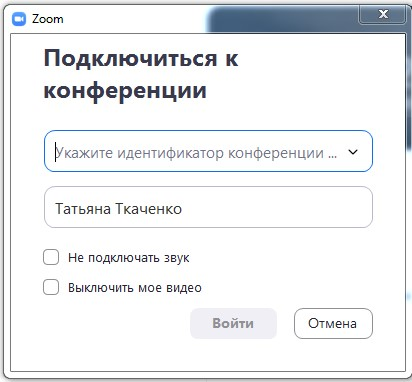 Zoom
Подключиться к
конференции
Укажите идентификатор конференции ...
Татьяна Ткаченко
Не подключать звук
Выключить мое видео
Войти
Отмена